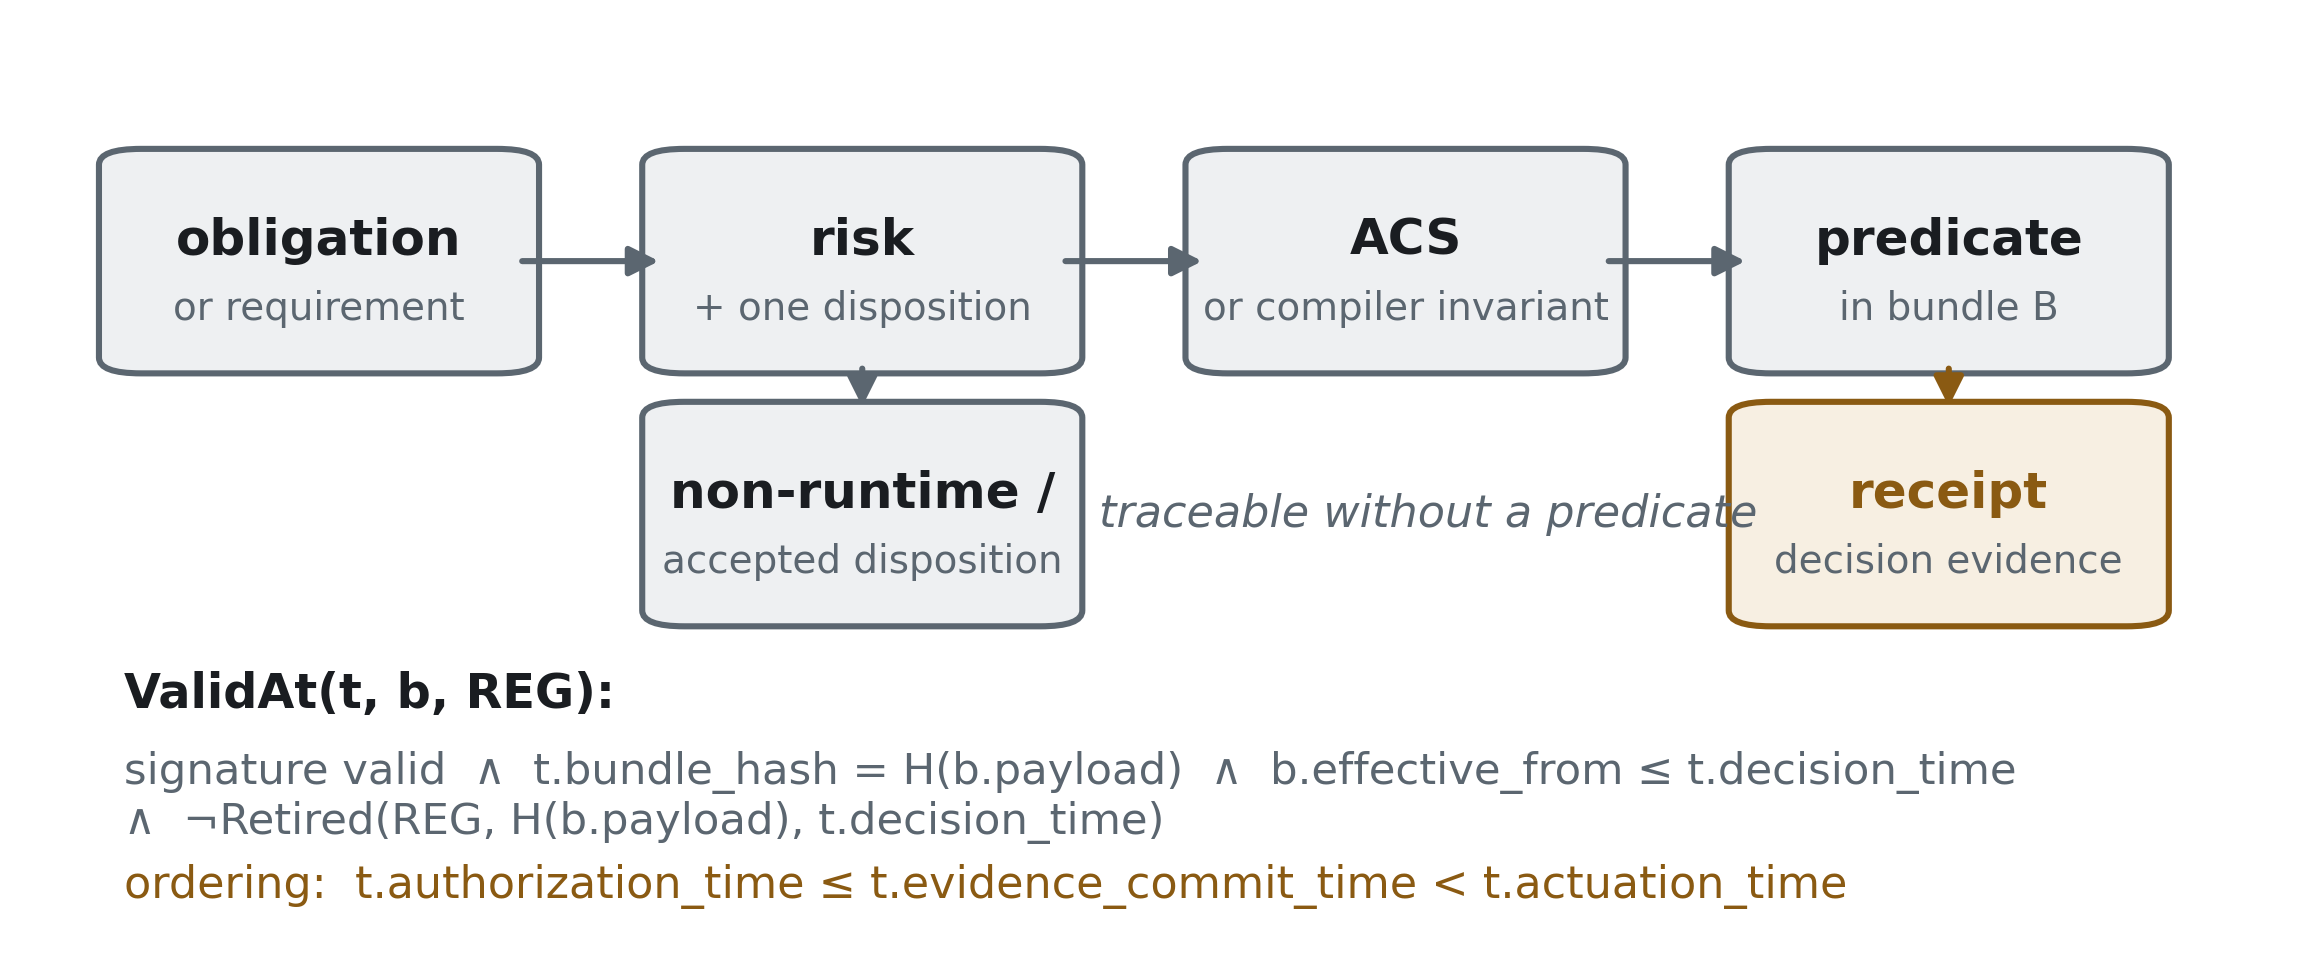 obligation
or requirement
risk
+ one disposition
ACS
or compiler invariant
predicate
in bundle B
non-runtime /
accepted disposition
traceable without a predicate
receipt
decision evidence
ValidAt(t, b, REG):
signature valid ∧ t.bundle_hash = H(b.payload) ∧ b.effective_from ≤ t.decision_time
∧ ¬Retired(REG, H(b.payload), t.decision_time)
ordering: t.authorization_time ≤ t.evidence_commit_time < t.actuation_time